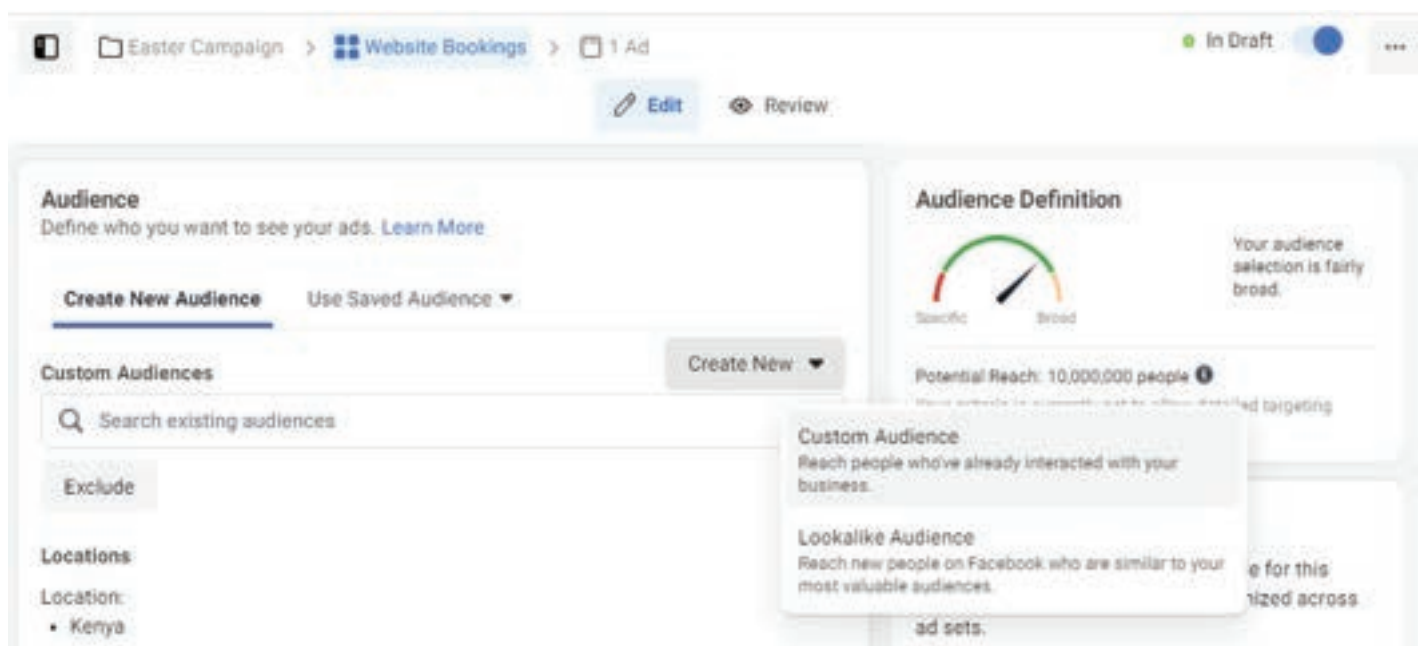 Easter Campaign > Website Bookings > 1 Ad
In Draft
Edit
Review
Audience
Define who you want to see your ads. Learn More
Create New Audience
Use Saved Audience
Custom Audiences
Create New
Search existing audiences
Exclude
Locations
Location:
• Kenya
Custom Audience
Reach people who've already interacted with your
business.
Lookalike Audience
Reach new people on Facebook who are similar to your
most valuable audiences.
Audience Definition
Specific
Broad
Your audience
selection is fairly
broad.
Potential Reach: 10,000,000 people
targeting
e for this
across
ad sets.